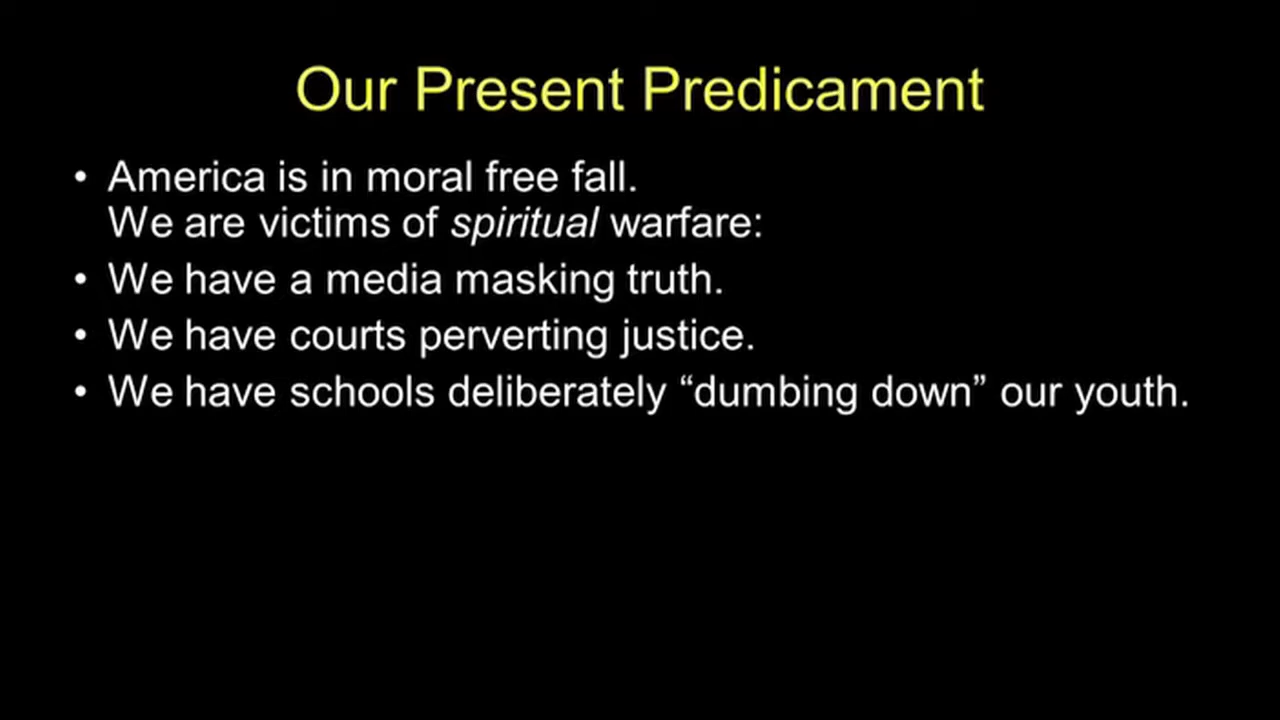 Our Present Predicament
• America is in moral free fall.
We are victims of spiritual warfare:
• We have a media masking truth.
• We have courts perverting justice.
• We have schools deliberately “dumbing down” our youth.